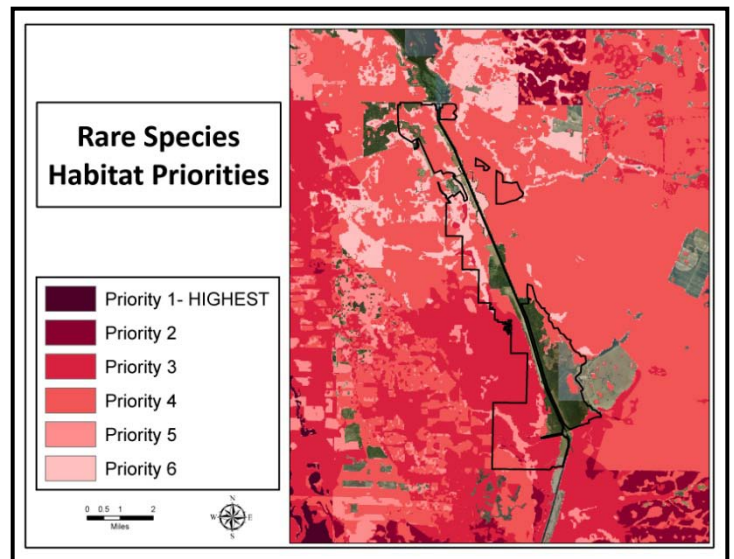 Rare Species
Habitat Priorities
Priority 1- HIGHEST
Priority 2
Priority 3
Priority 4
Priority 5
Priority 6
0 0.5 1 2
Miles
N
W E
S